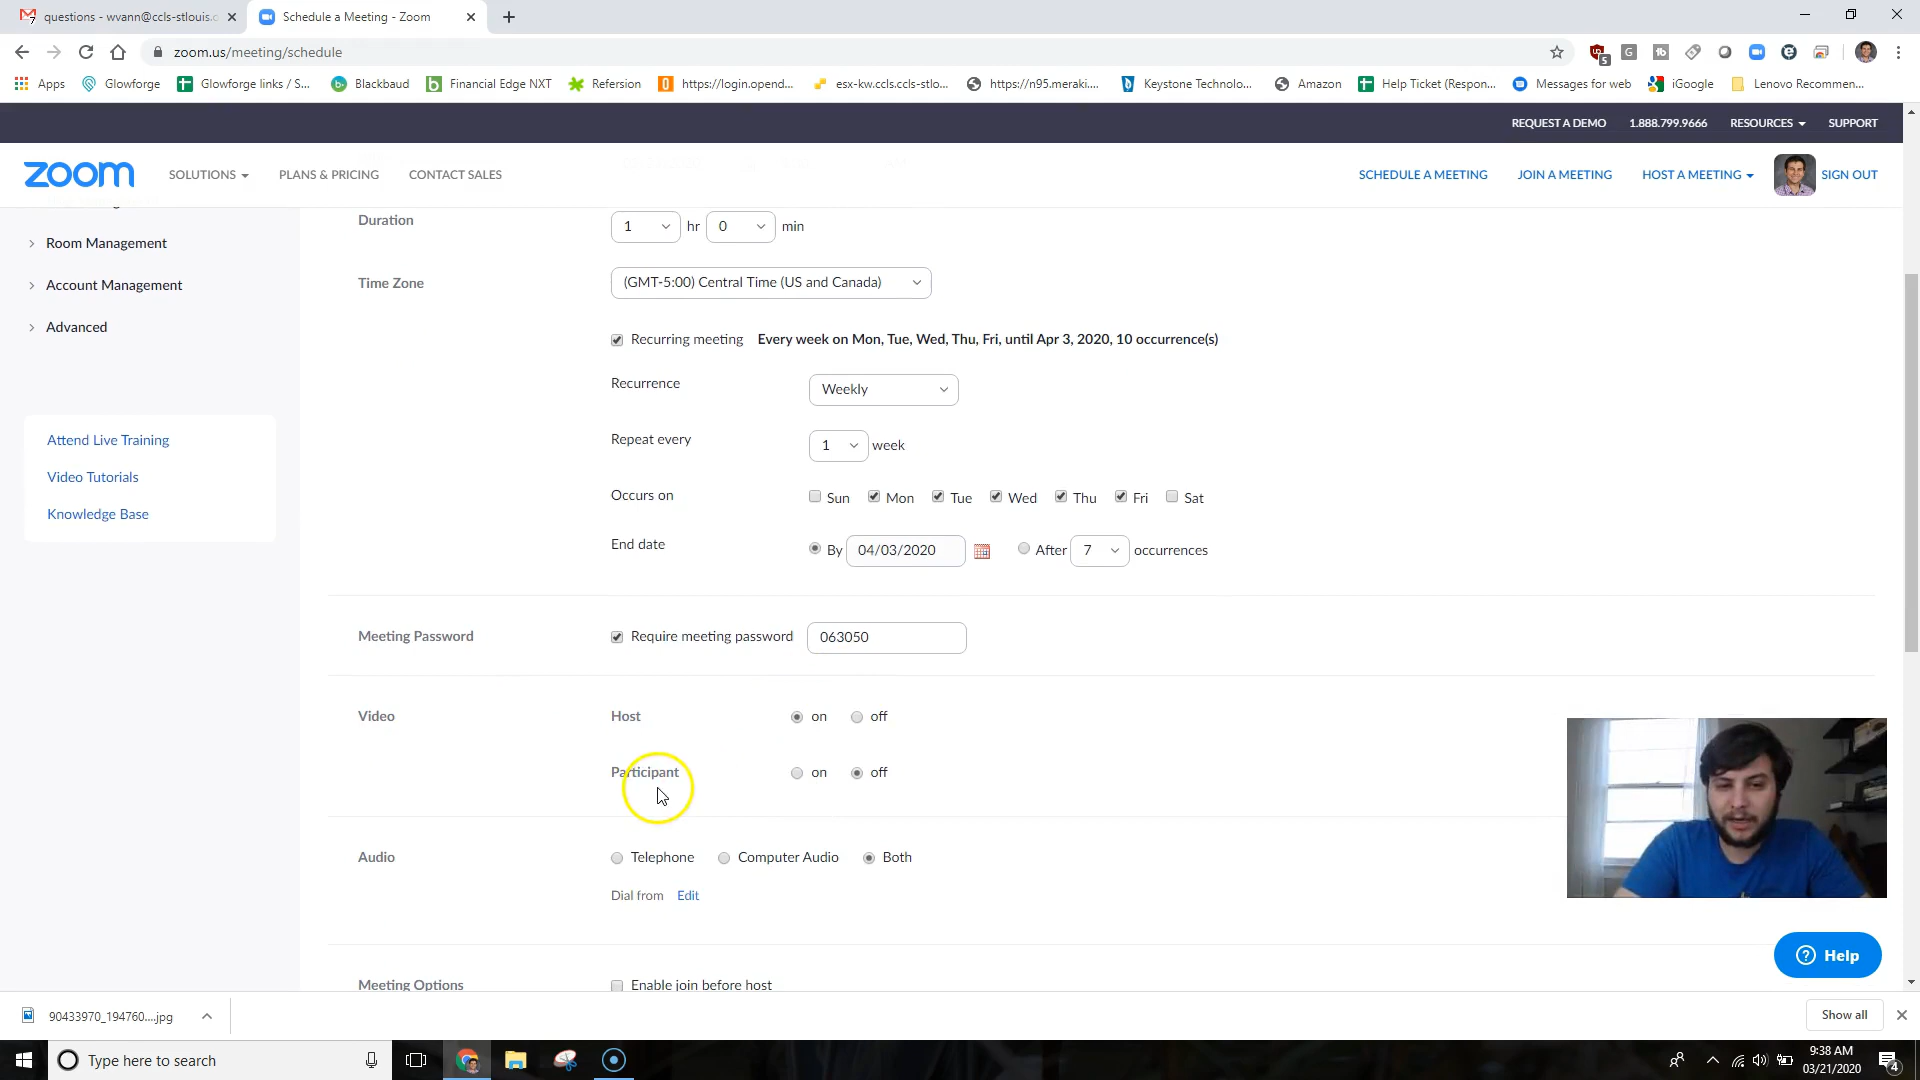 questions - wvann@ccls-stlouis.o
Schedule a Meeting - Zoom
zoom.us/meeting/schedule
Apps
Glowforge
Glowforge links / S...
Blackbaud
Financial Edge NXT
Refersion
https://login.opend...
esx-kw.ccls.ccls-stlo...
https://n95.meraki....
Keystone Technolo...
Amazon
Help Ticket (Respon...
Messages for web
iGoogle
Lenovo Recommen...
REQUEST A DEMO 1.888.799.9666 RESOURCES SUPPORT
zoom SOLUTIONS PLANS & PRICING CONTACT SALES SCHEDULE A MEETING JOIN A MEETING HOST A MEETING SIGN OUT
Room Management
Account Management
Advanced
Attend Live Training
Video Tutorials
Knowledge Base
Duration 1 hr 0 min
Time Zone (GMT-5:00) Central Time (US and Canada)
Recurring meeting Every week on Mon, Tue, Wed, Thu, Fri, until Apr 3, 2020, 10 occurrence(s)
Recurrence Weekly
Repeat every 1 week
Occurs on Sun Mon Tue Wed Thu Fri Sat
End date By 04/03/2020 After 7 occurrences
Meeting Password Require meeting password 063050
Video Host on off
Participant on off
Audio Telephone Computer Audio Both
Dial from Edit
Meeting Options Enable join before host
Help
90433970_194760....jpg
Show all
Type here to search
9:38 AM
03/21/2020
4